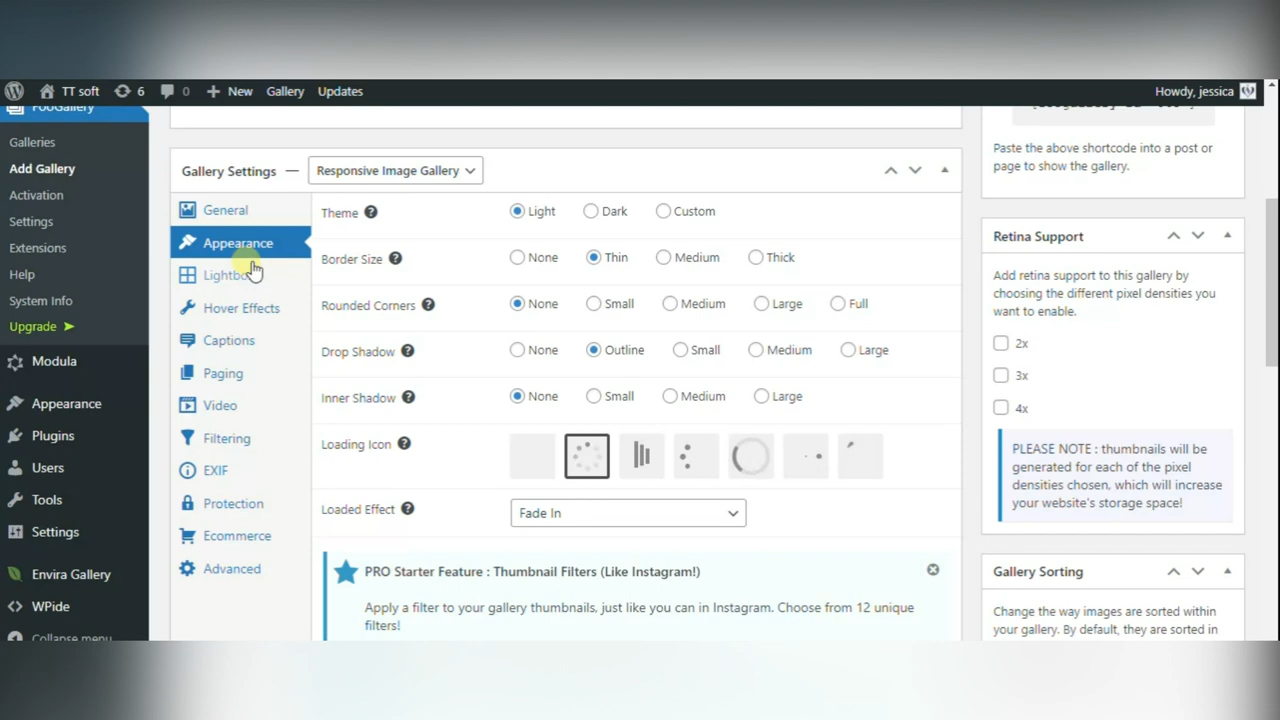 TT soft
6
0
New
Gallery
Updates
Howdy, jessica
FooGallery
Galleries
Add Gallery
Activation
Settings
Extensions
Help
System Info
Upgrade ➤
Modula
Appearance
Plugins
Users
Tools
Settings
Envira Gallery
WPide
Collapse menu
Gallery Settings — Responsive Image Gallery
General
Appearance
Lightbo
Hover Effects
Captions
Paging
Video
Filtering
EXIF
Protection
Ecommerce
Advanced
Theme Light Dark Custom
Border Size None Thin Medium Thick
Rounded Corners None Small Medium Large Full
Drop Shadow None Outline Small Medium Large
Inner Shadow None Small Medium Large
Loading Icon
Loaded Effect Fade In
PRO Starter Feature : Thumbnail Filters (Like Instagram!)
Apply a filter to your gallery thumbnails, just like you can in Instagram. Choose from 12 unique
filters!
Paste the above shortcode into a post or
page to show the gallery.
Retina Support
Add retina support to this gallery by
choosing the different pixel densities you
want to enable.
2x
3x
4x
PLEASE NOTE : thumbnails will be
generated for each of the pixel
densities chosen, which will increase
your website's storage space!
Gallery Sorting
Change the way images are sorted within
your gallery. By default, they are sorted in